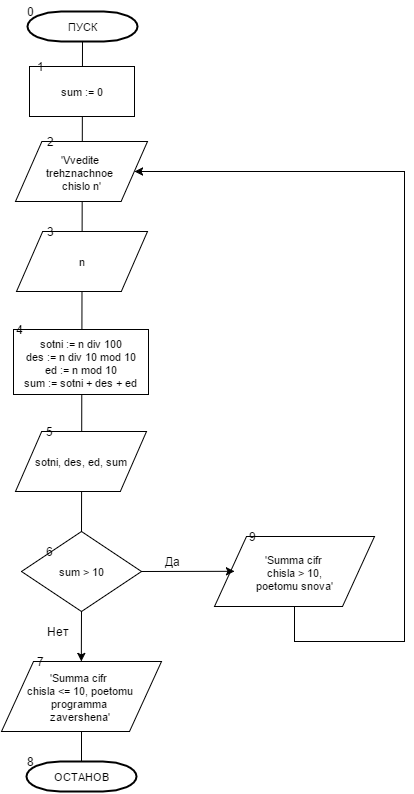 0
ПУСК
1
sum := 0
2
'Vvedite
trehznachnoe
chislo n'
3
n
4
sotni := n div 100
des := n div 10 mod 10
ed := n mod 10
sum := sotni + des + ed
5
sotni, des, ed, sum
6
sum > 10
Да
9
'Summa cifr
chisla > 10,
poetomu snova'
Нет
7
'Summa cifr
chisla <= 10, poetomu
programma
zavershena'
8
ОСТАНОВ